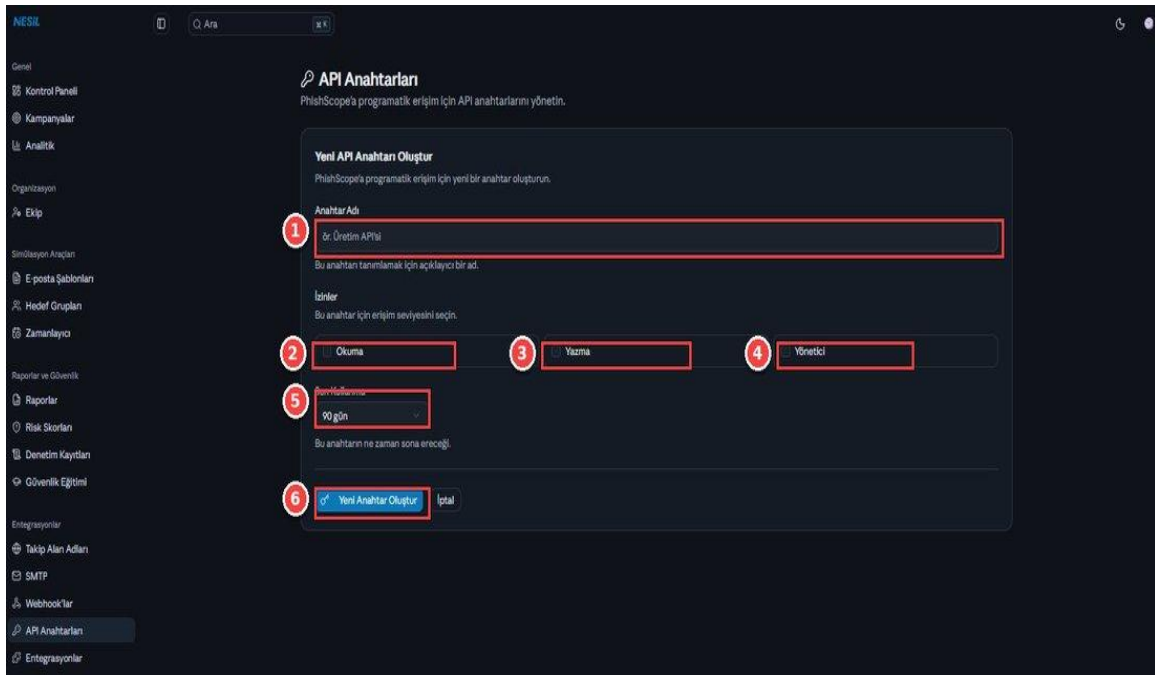 NESİL
Ara
⌘ K
Genel
Kontrol Paneli
Kampanyalar
Analitik
Organizasyon
Ekip
Simülasyon Araçları
E-posta Şablonları
Hedef Grupları
Zamanlayıcı
Raporlar ve Güvenlik
Raporlar
Risk Skorları
Denetim Kayıtları
Güvenlik Eğitimi
Entegrasyonlar
Takip Alan Adları
SMTP
Webhook'lar
API Anahtarları
Entegrasyonlar
API Anahtarları
PhishScope'a programatik erişim için API anahtarlarını yönetin.
Yeni API Anahtarı Oluştur
PhishScope'a programatik erişim için yeni bir anahtar oluşturun.
Anahtar Adı
1
ör. Üretim API'si
Bu anahtarı tanımlamak için açıklayıcı bir ad.
İzinler
Bu anahtar için erişim seviyesini seçin.
2 Okuma 3 Yazma 4 Yönetici
Son Kullanma
5
90 gün
Bu anahtarın ne zaman sona ereceği.
6 Yeni Anahtar Oluştur İptal